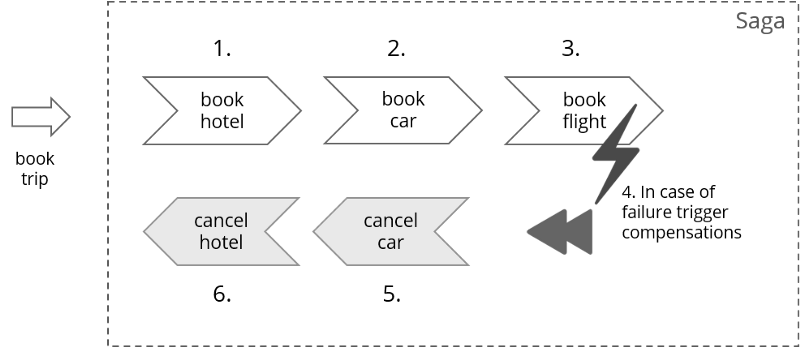 Saga
1.
2.
3.
book
hotel
book
car
book
flight
book
trip
4. In case of
failure trigger
compensations
cancel
hotel
cancel
car
6.
5.